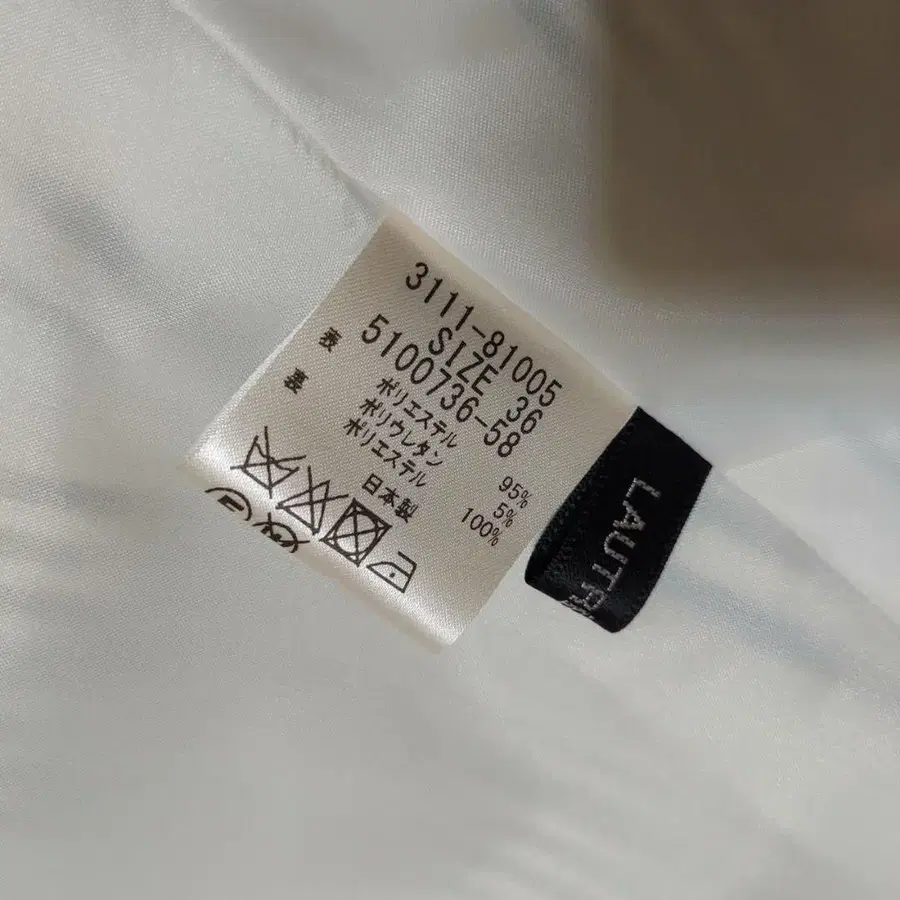 3111-81005
SIZE 36
5100736-58
表 ポリエステル 95%
ポリウレタン 5%
裏 ポリエステル 100%
日本製